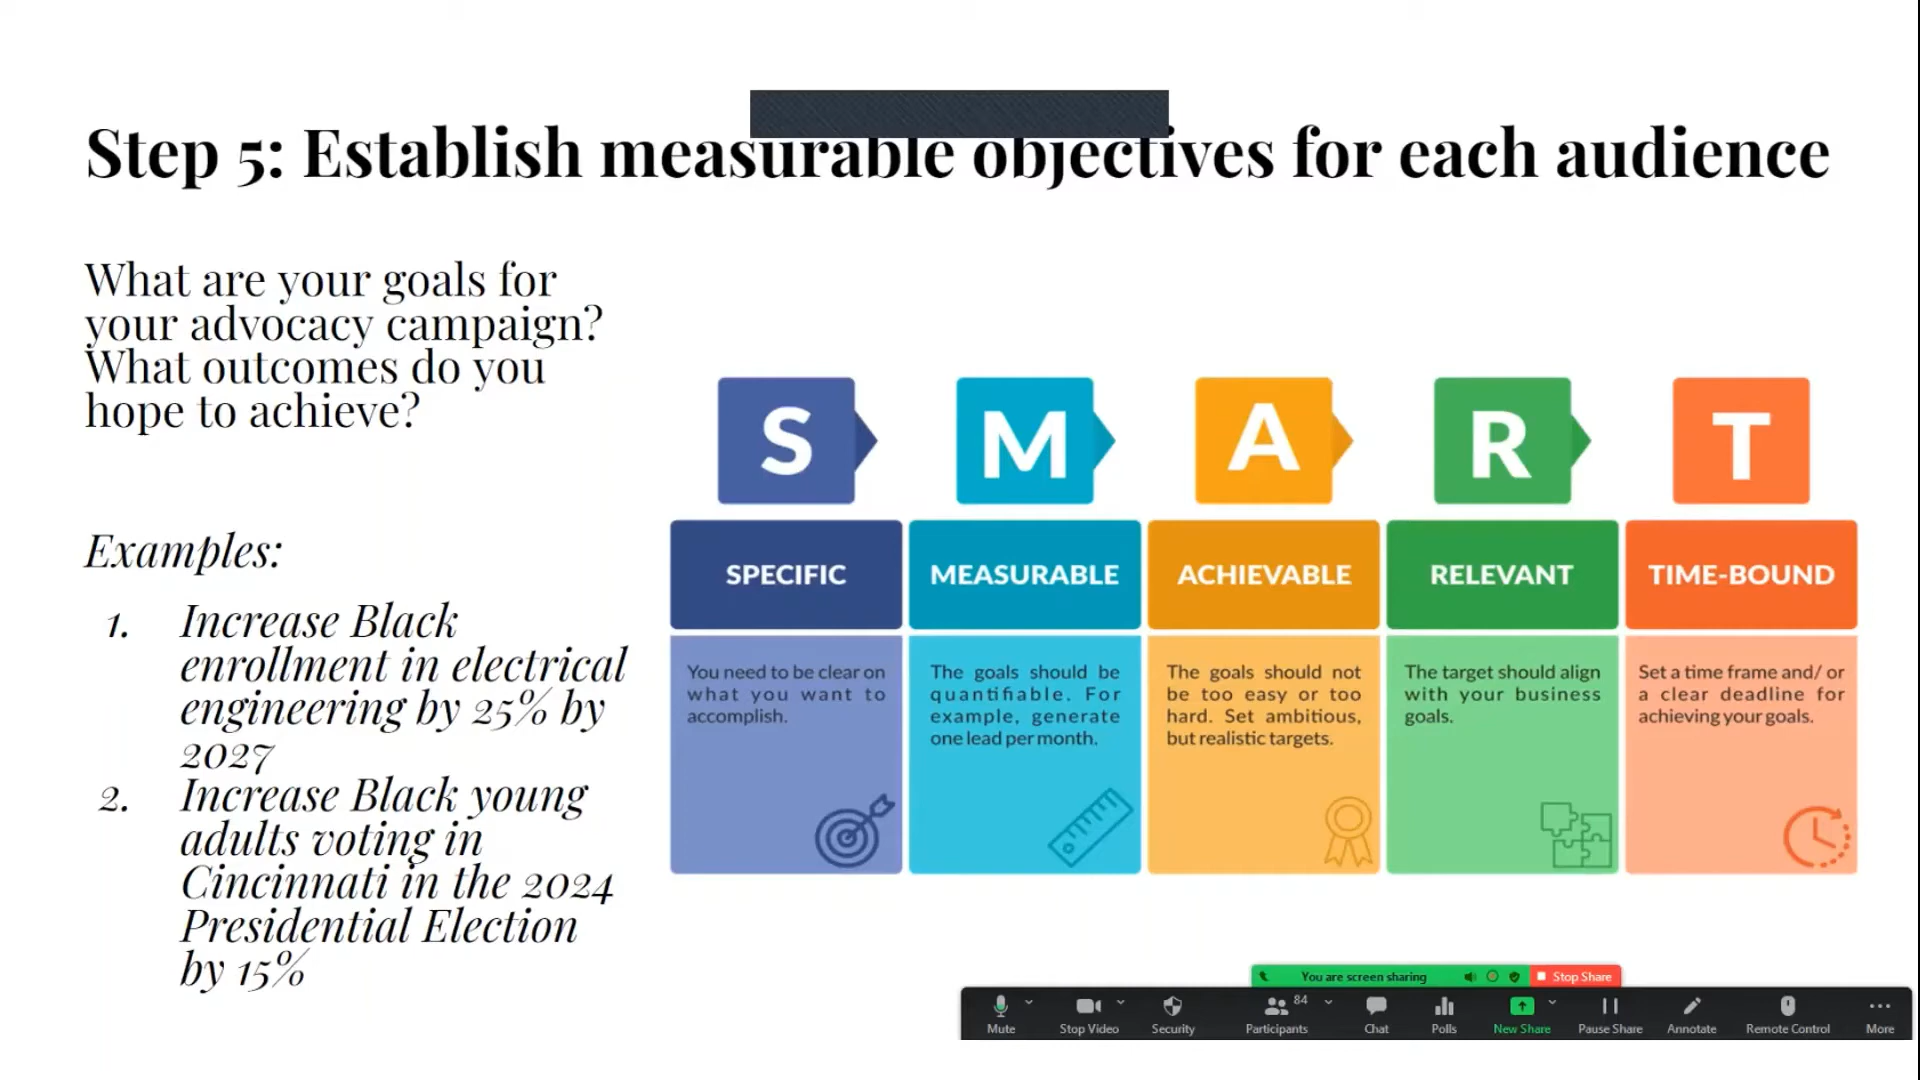 Step 5: Establish measurable objectives for each audience
What are your goals for
your advocacy campaign?
What outcomes do you
hope to achieve?
Examples:
1. Increase Black
enrollment in electrical
engineering by 25% by
2027
2. Increase Black young
adults voting in
Cincinnati in the 2024
Presidential Election
by 15%
S
M
A
R
T
SPECIFIC
MEASURABLE
ACHIEVABLE
RELEVANT
TIME-BOUND
You need to be clear on
what you want to
accomplish.
The goals should be
quantifiable. For
example, generate
one lead per month.
The goals should not
be too easy or too
hard. Set ambitious,
but realistic targets.
The target should align
with your business
goals.
Set a time frame and/ or
a clear deadline for
achieving your goals.
You are screen sharing
Stop Share
84
Mute
Stop Video
Security
Participants
Chat
Polls
New Share
Pause Share
Annotate
Remote Control
More